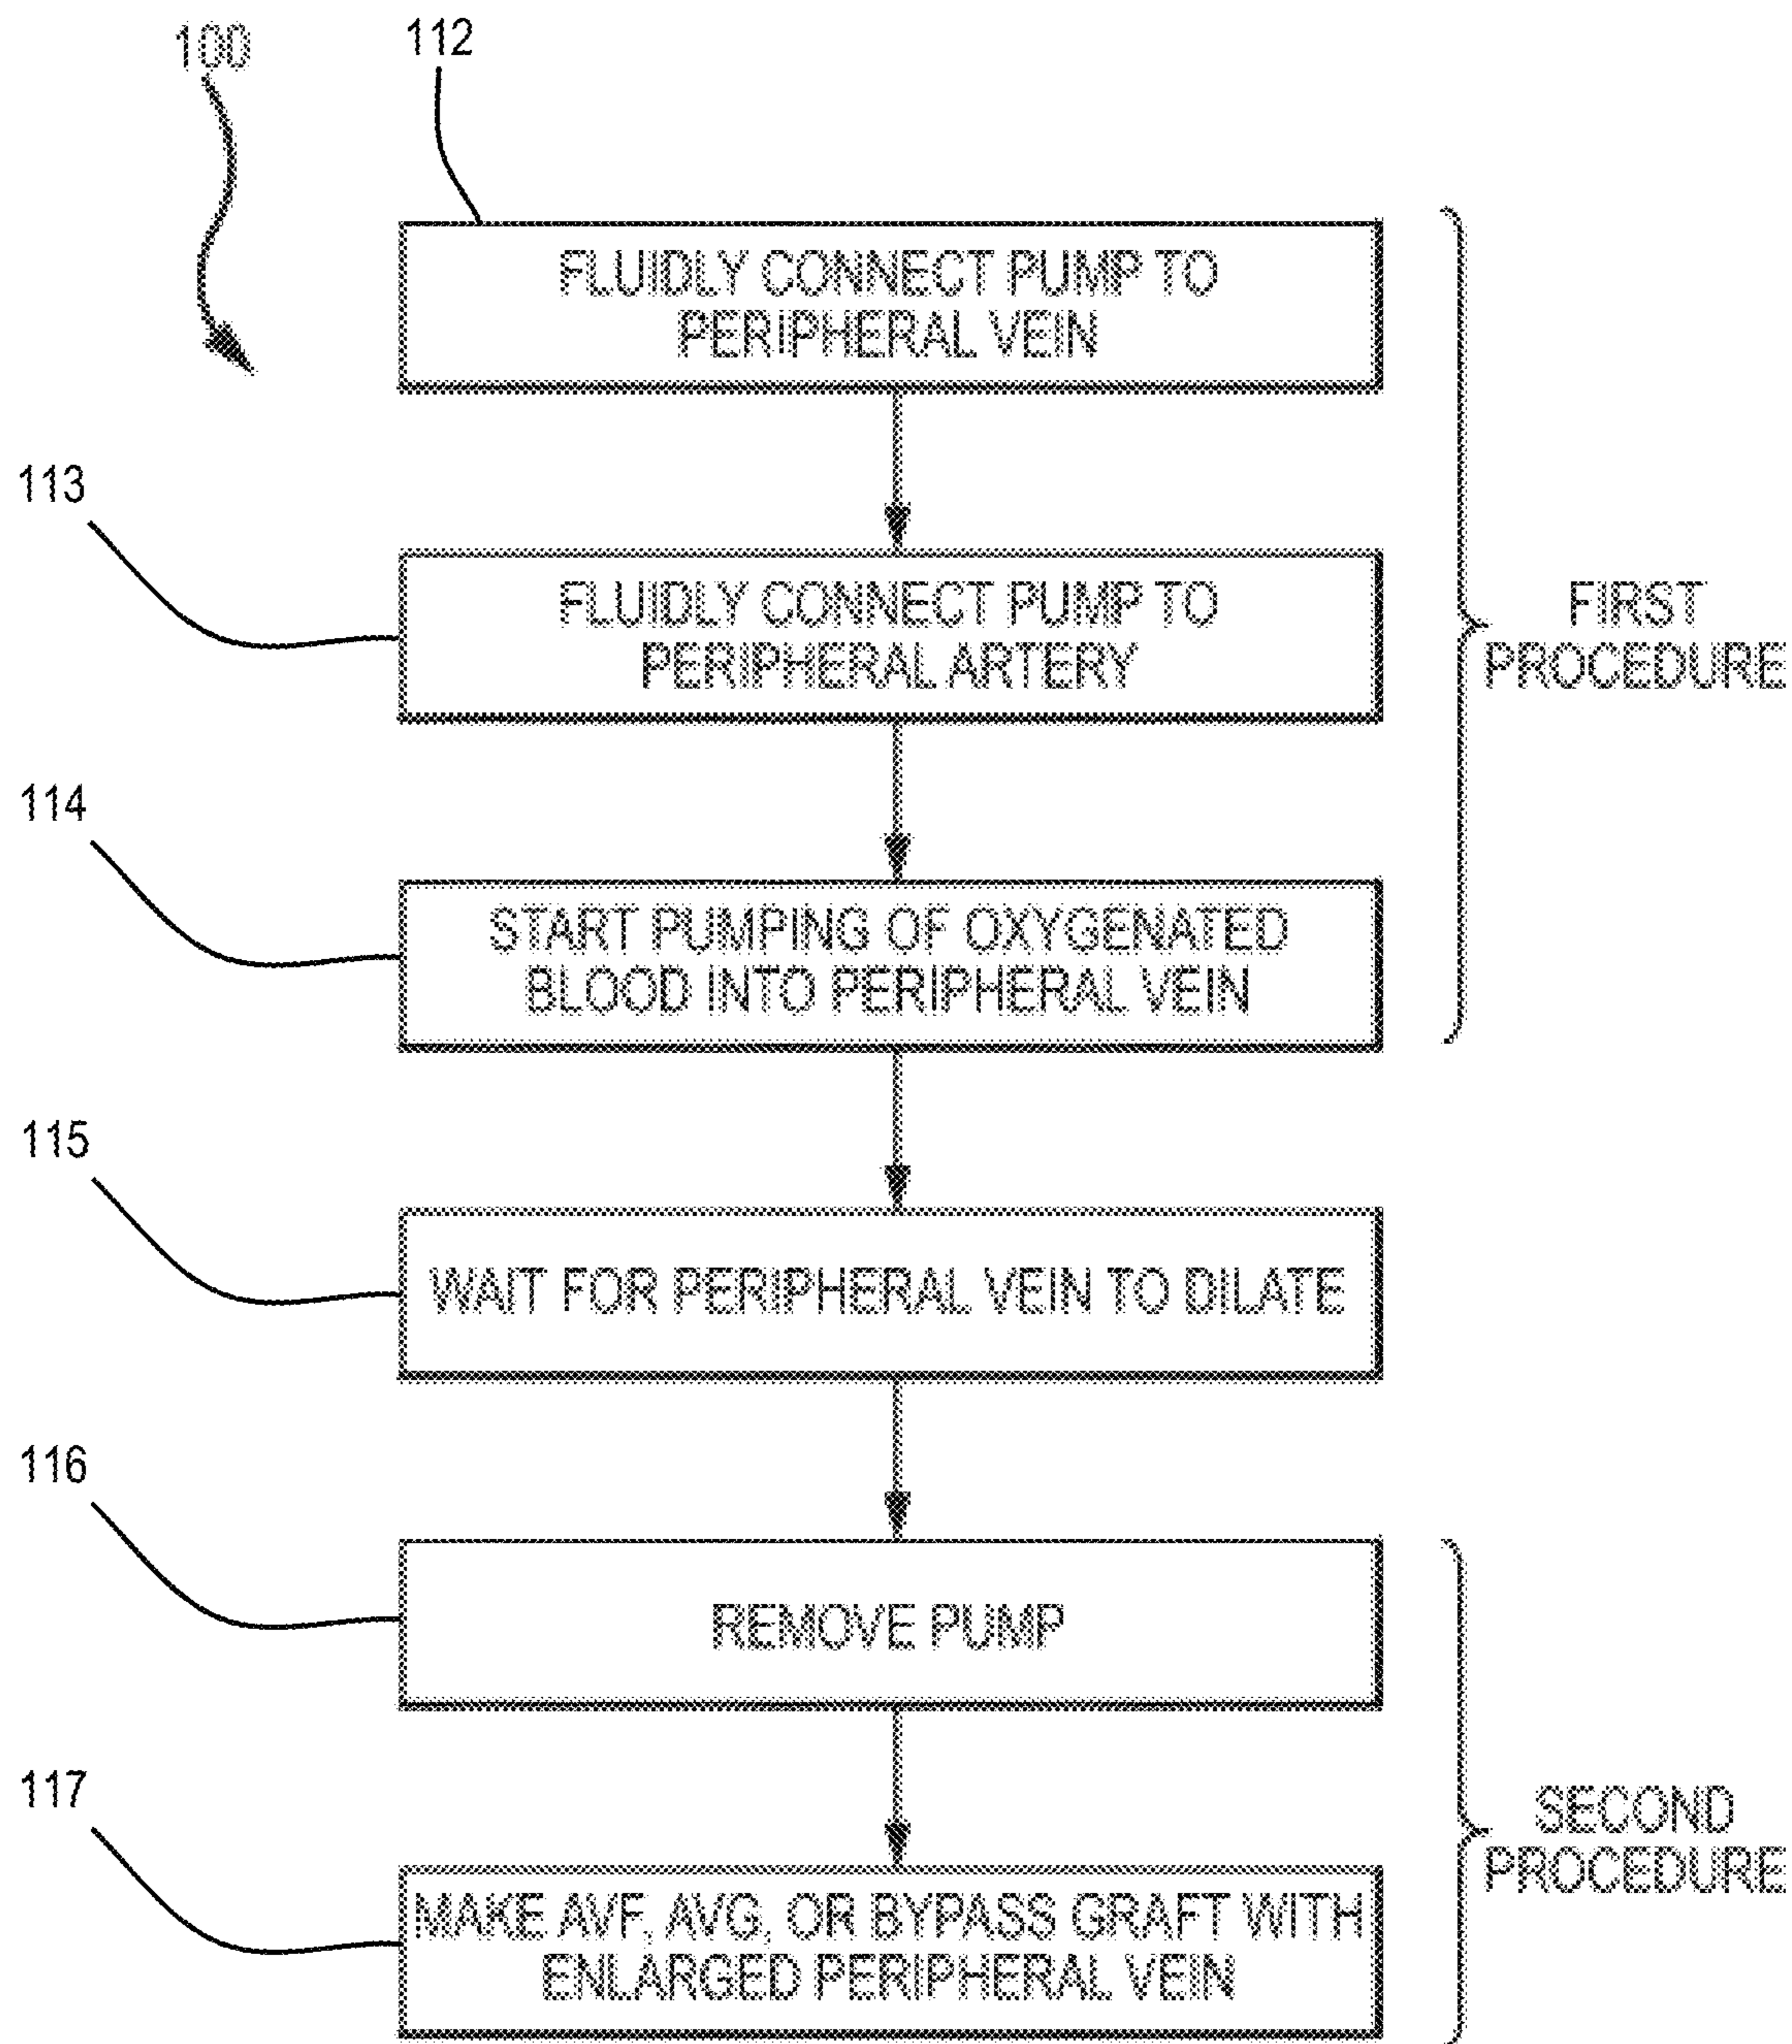 100
112
FLUIDLY CONNECT PUMP TO
PERIPHERAL VEIN
113
FLUIDLY CONNECT PUMP TO
PERIPHERAL ARTERY
FIRST
PROCEDURE
114
START PUMPING OF OXYGENATED
BLOOD INTO PERIPHERAL VEIN
115
WAIT FOR PERIPHERAL VEIN TO DILATE
116
REMOVE PUMP
117
MAKE AVF, AVG, OR BYPASS GRAFT WITH
ENLARGED PERIPHERAL VEIN
SECOND
PROCEDURE